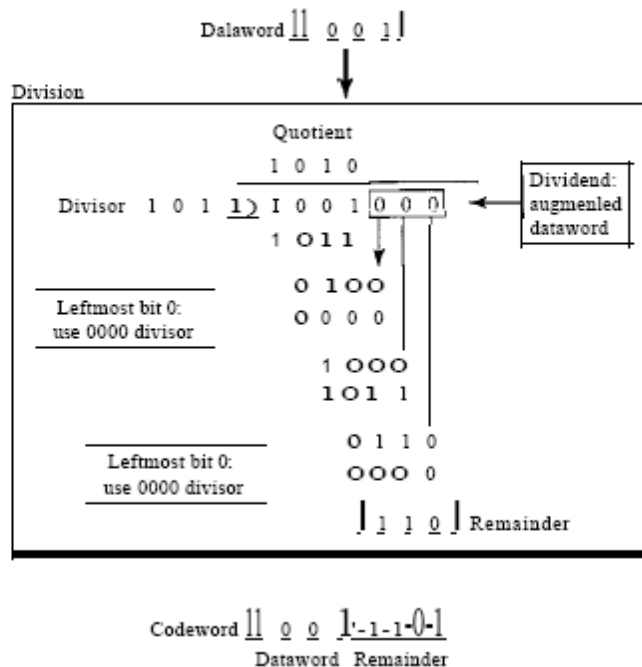 Dalaword 1 0 0 1
Division
Quotient
1 0 1 0
Divisor 1 0 1 1) 1 0 0 1 0 0 0
Dividend:
augmenled
dataword
1 0 1 1
0 1 0 0
Leftmost bit 0:
use 0000 divisor
0 0 0 0
1 0 0 0
1 0 1 1
0 1 1 0
Leftmost bit 0:
use 0000 divisor
0 0 0 0
1 1 0 Remainder
Codeword 1 0 0 1 1 1 0
Dataword Remainder